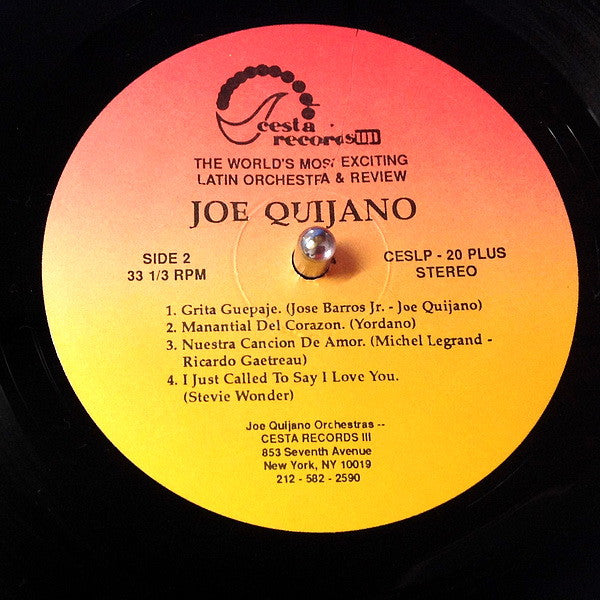 cesta
records III
THE WORLD'S MOST EXCITING
LATIN ORCHESTRA & REVIEW
JOE QUIJANO
SIDE 2
33 1/3 RPM
CESLP - 20 PLUS
STEREO
1. Grita Guepaje. (Jose Barros Jr. - Joe Quijano)
2. Manantial Del Corazon. (Yordano)
3. Nuestra Cancion De Amor. (Michel Legrand -
Ricardo Gaetreau)
4. I Just Called To Say I Love You.
(Stevie Wonder)
Joe Quijano Orchestras --
CESTA RECORDS III
853 Seventh Avenue
New York, NY 10019
212 - 582 - 2590